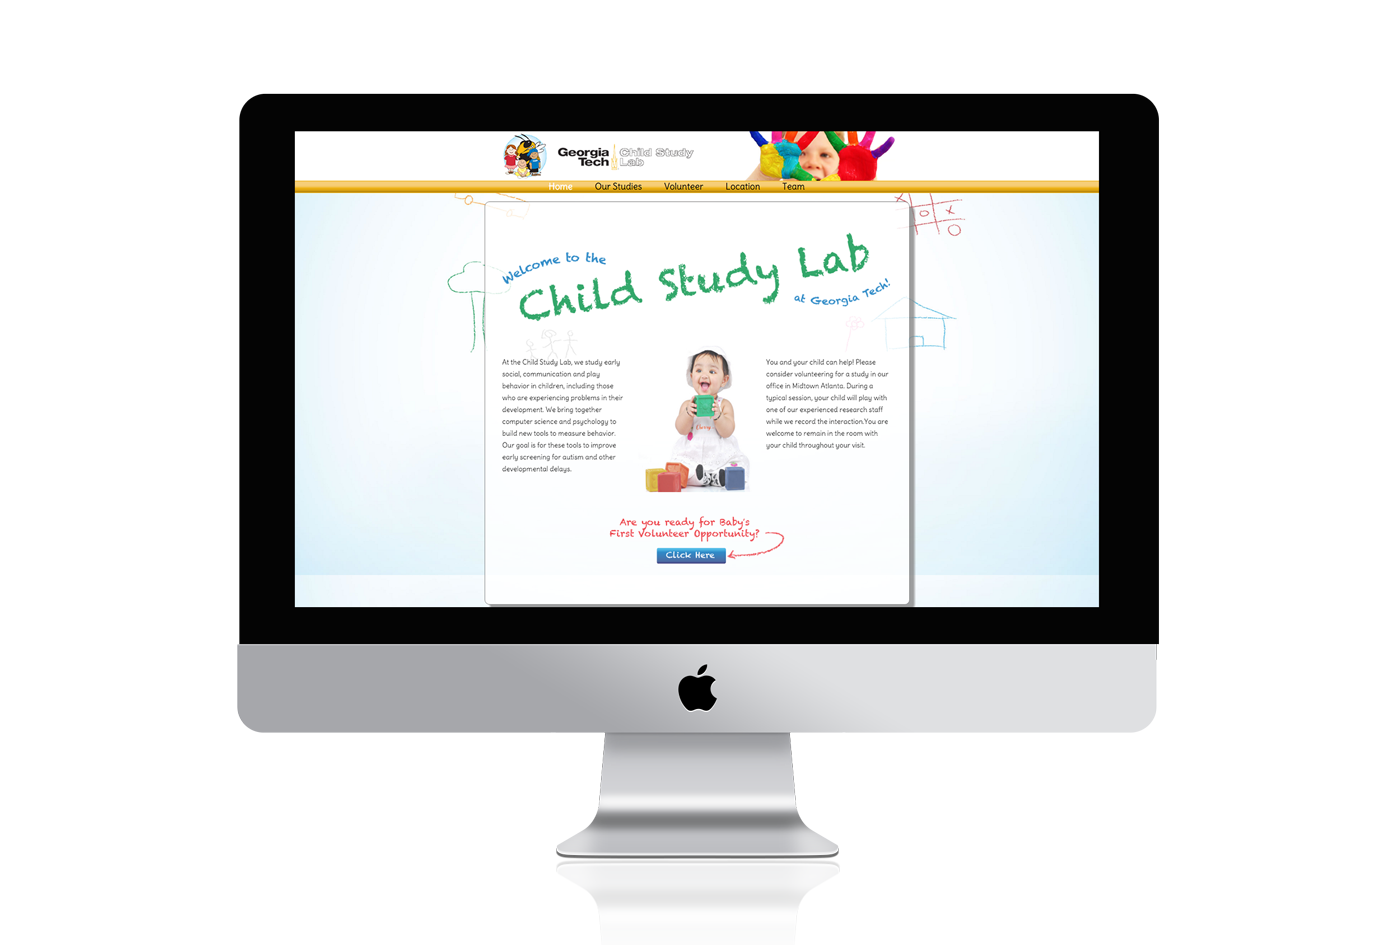 Georgia
Tech
Child Study
Lab
Home Our Studies Volunteer Location Team
Welcome to the
Child Study Lab
at Georgia Tech!
At the Child Study Lab, we study early
social, communication and play
behavior in children, including those
who are experiencing problems in their
development. We bring together
computer science and psychology to
build new tools to measure behavior.
Our goal is for these tools to improve
early screening for autism and other
developmental delays.
You and your child can help! Please
consider volunteering for a study in our
office in Midtown Atlanta. During a
typical session, your child will play with
one of our experienced research staff
while we record the interaction.You are
welcome to remain in the room with
your child throughout your visit.
Are you ready for Baby's
First Volunteer Opportunity?
Click Here